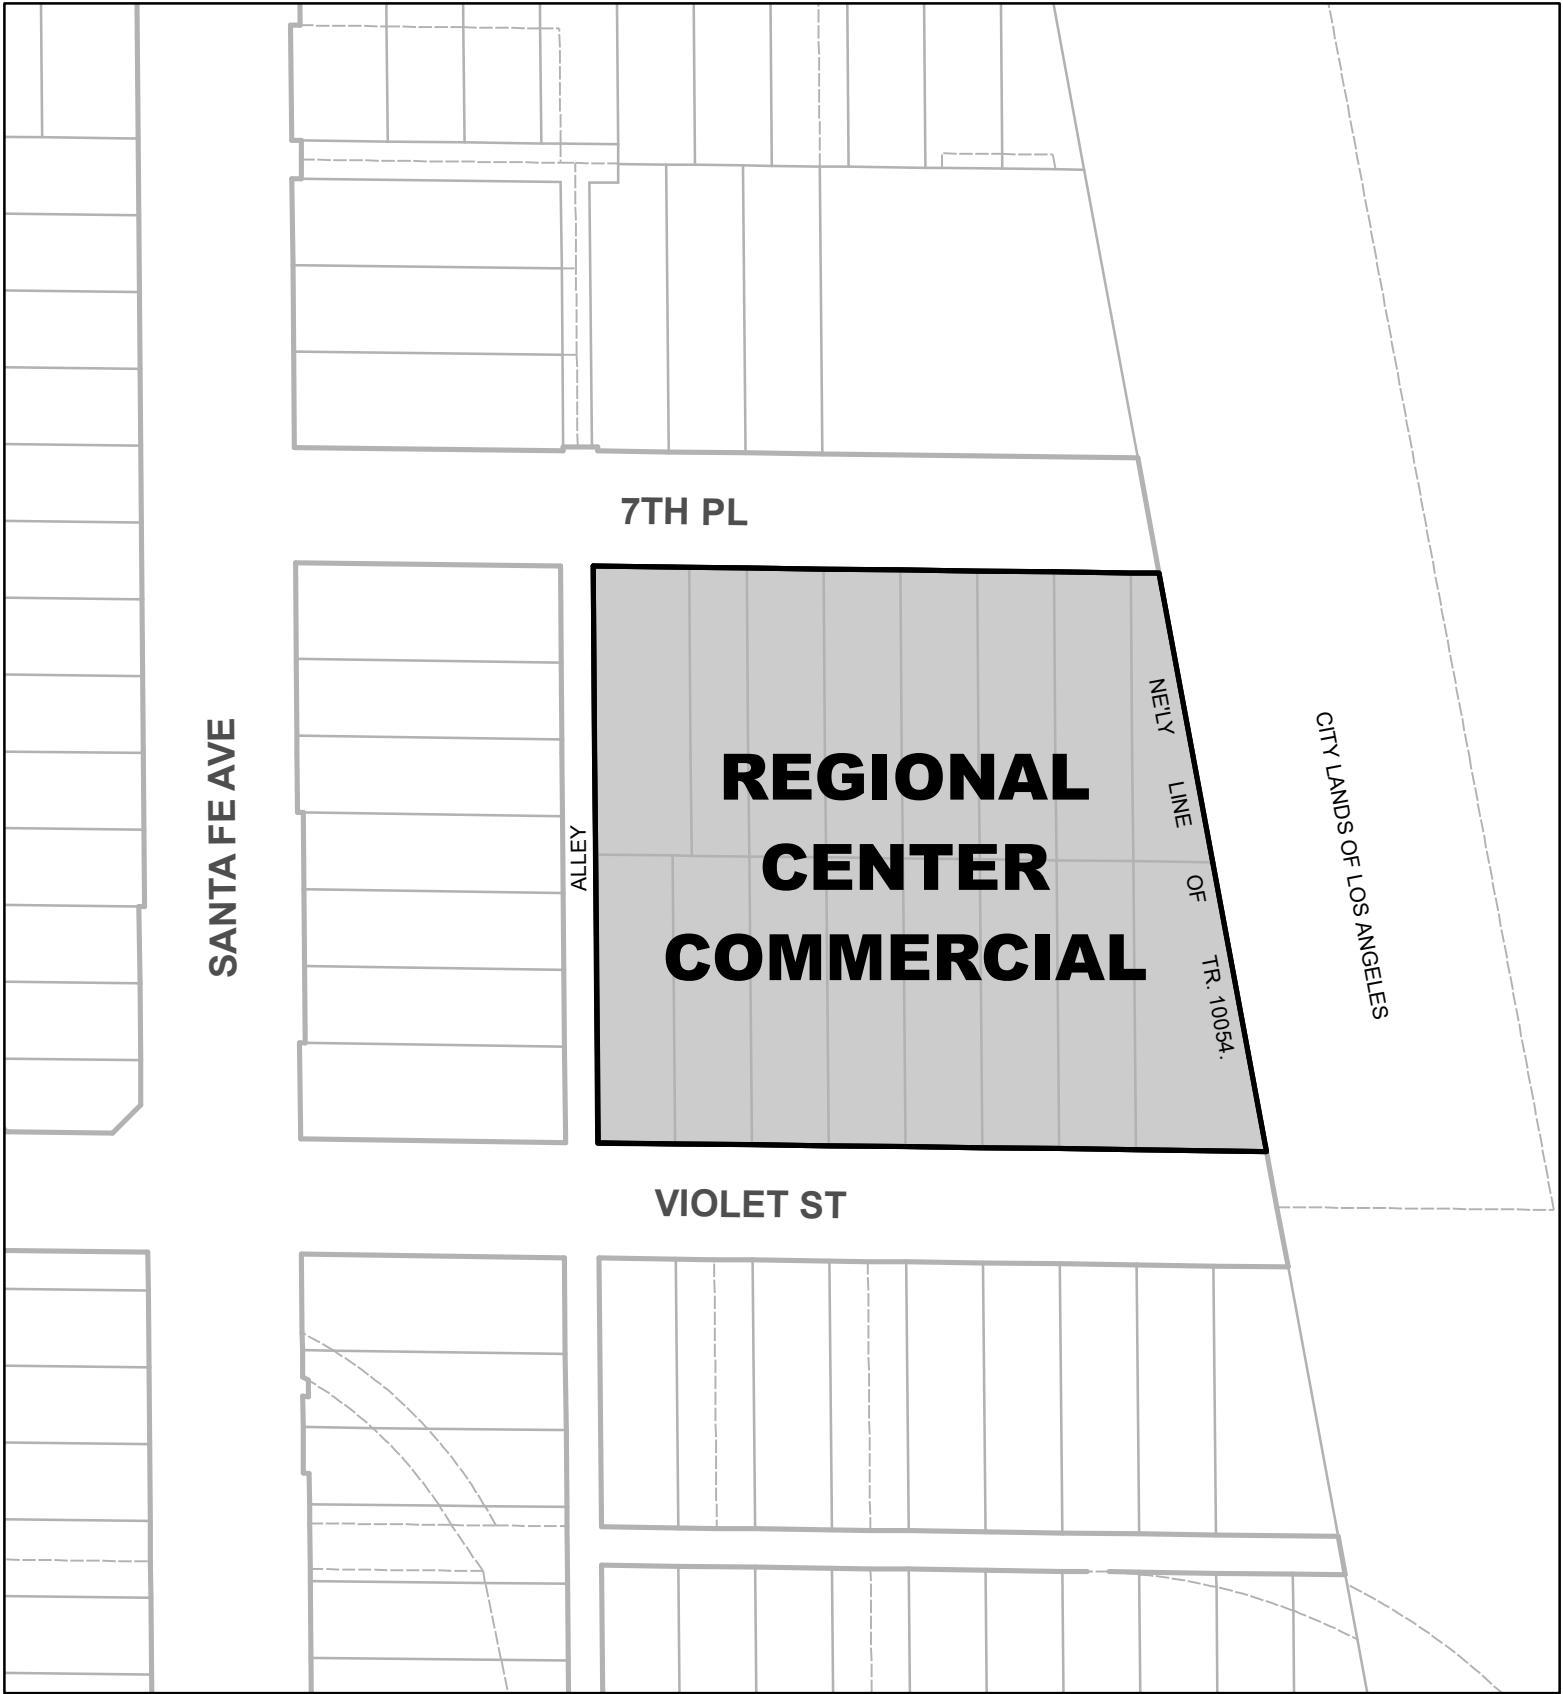 7TH PL
SANTA FE AVE
ALLEY
REGIONAL
CENTER
COMMERCIAL
NE'LY LINE OF TR. 10054.
CITY LANDS OF LOS ANGELES
VIOLET ST